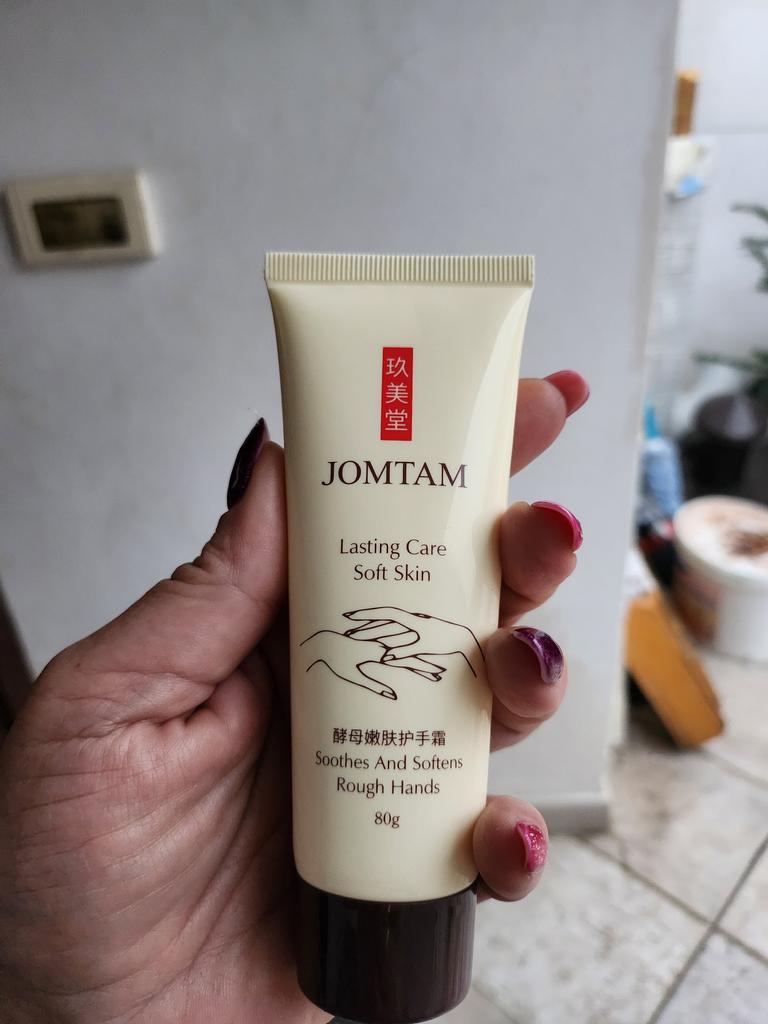 玖美堂
JOMTAM
Lasting Care
Soft Skin
酵母嫩肤护手霜
Soothes And Softens
Rough Hands
80g